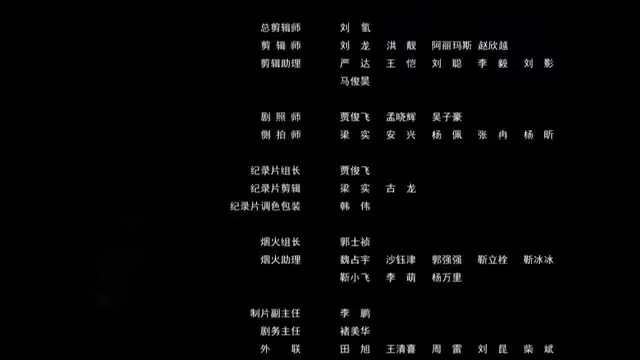 总剪辑师 刘 氢
剪 辑 师 刘 龙 洪 靓 阿丽玛斯 赵欣越
剪辑助理 严 达 王 恺 刘 聪 李 毅 刘 影
马俊昊
剧 照 师 贾俊飞 孟晓辉 吴子豪
侧 拍 师 梁 实 安 兴 杨 佩 张 冉 杨 昕
纪录片组长 贾俊飞
纪录片剪辑 梁 实 古 龙
纪录片调色包装 韩 伟
烟火组长 郭士祯
烟火助理 魏占宇 沙钰津 郭强强 靳立栓 靳冰冰
靳小飞 李 萌 杨万里
制片副主任 李 鹏
剧务主任 褚美华
外 联 田 旭 王清喜 周 雷 刘 昆 柴 斌